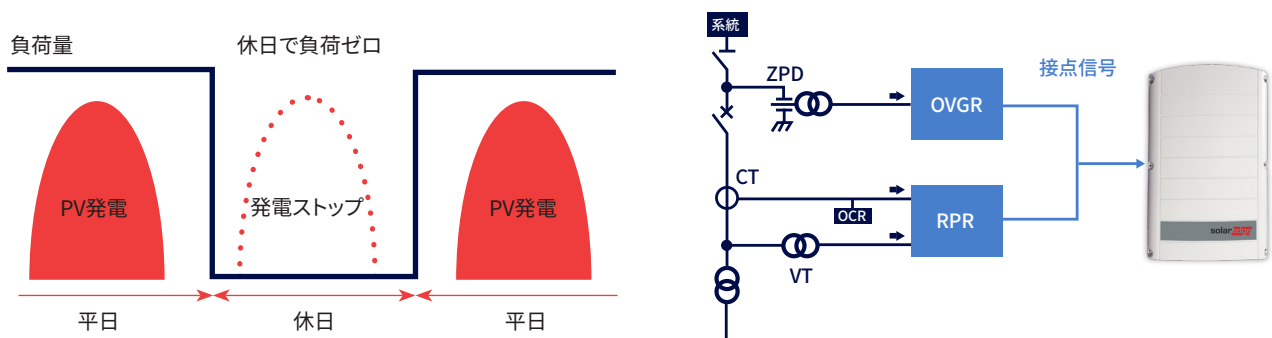 負荷量
休日で負荷ゼロ
PV発電
発電ストップ
PV発電
平日
休日
平日
系統
ZPD
OVGR
接点信号
CT
OCR
RPR
VT
solaredge